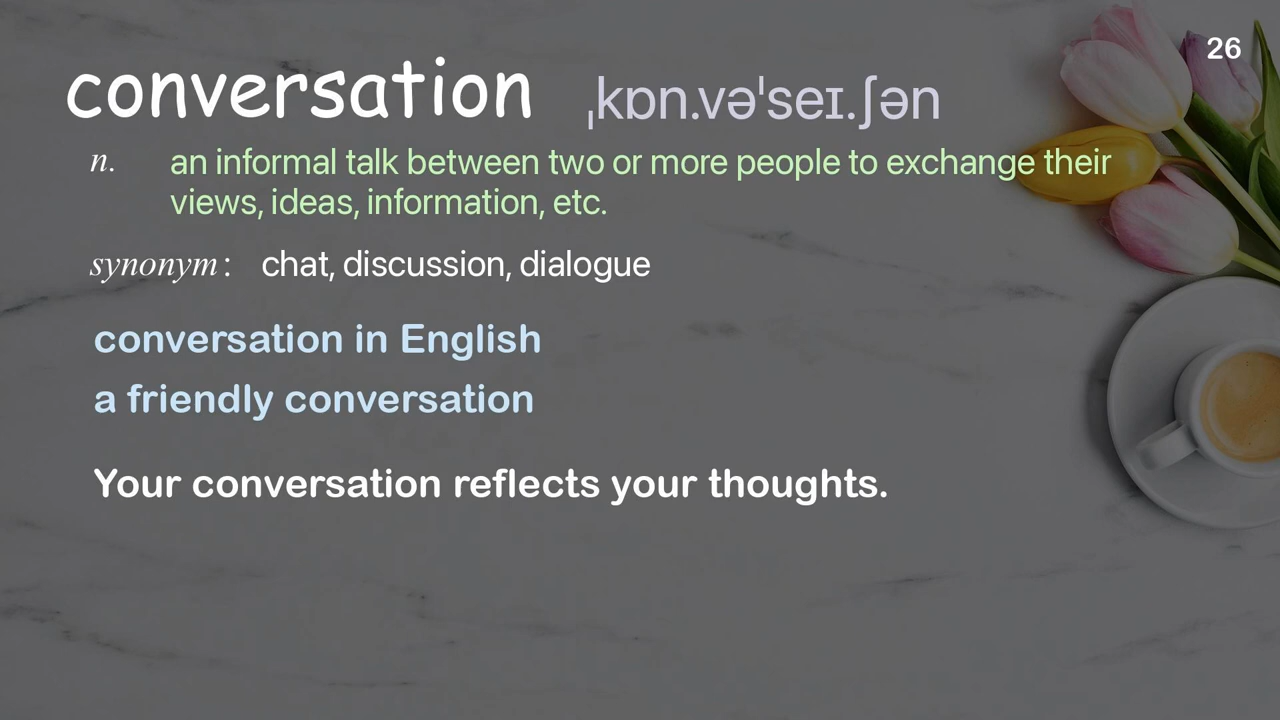 26
conversation ˌkɒn.vəˈseɪ.ʃən
n. an informal talk between two or more people to exchange their
views, ideas, information, etc.
synonym: chat, discussion, dialogue
conversation in English
a friendly conversation
Your conversation reflects your thoughts.